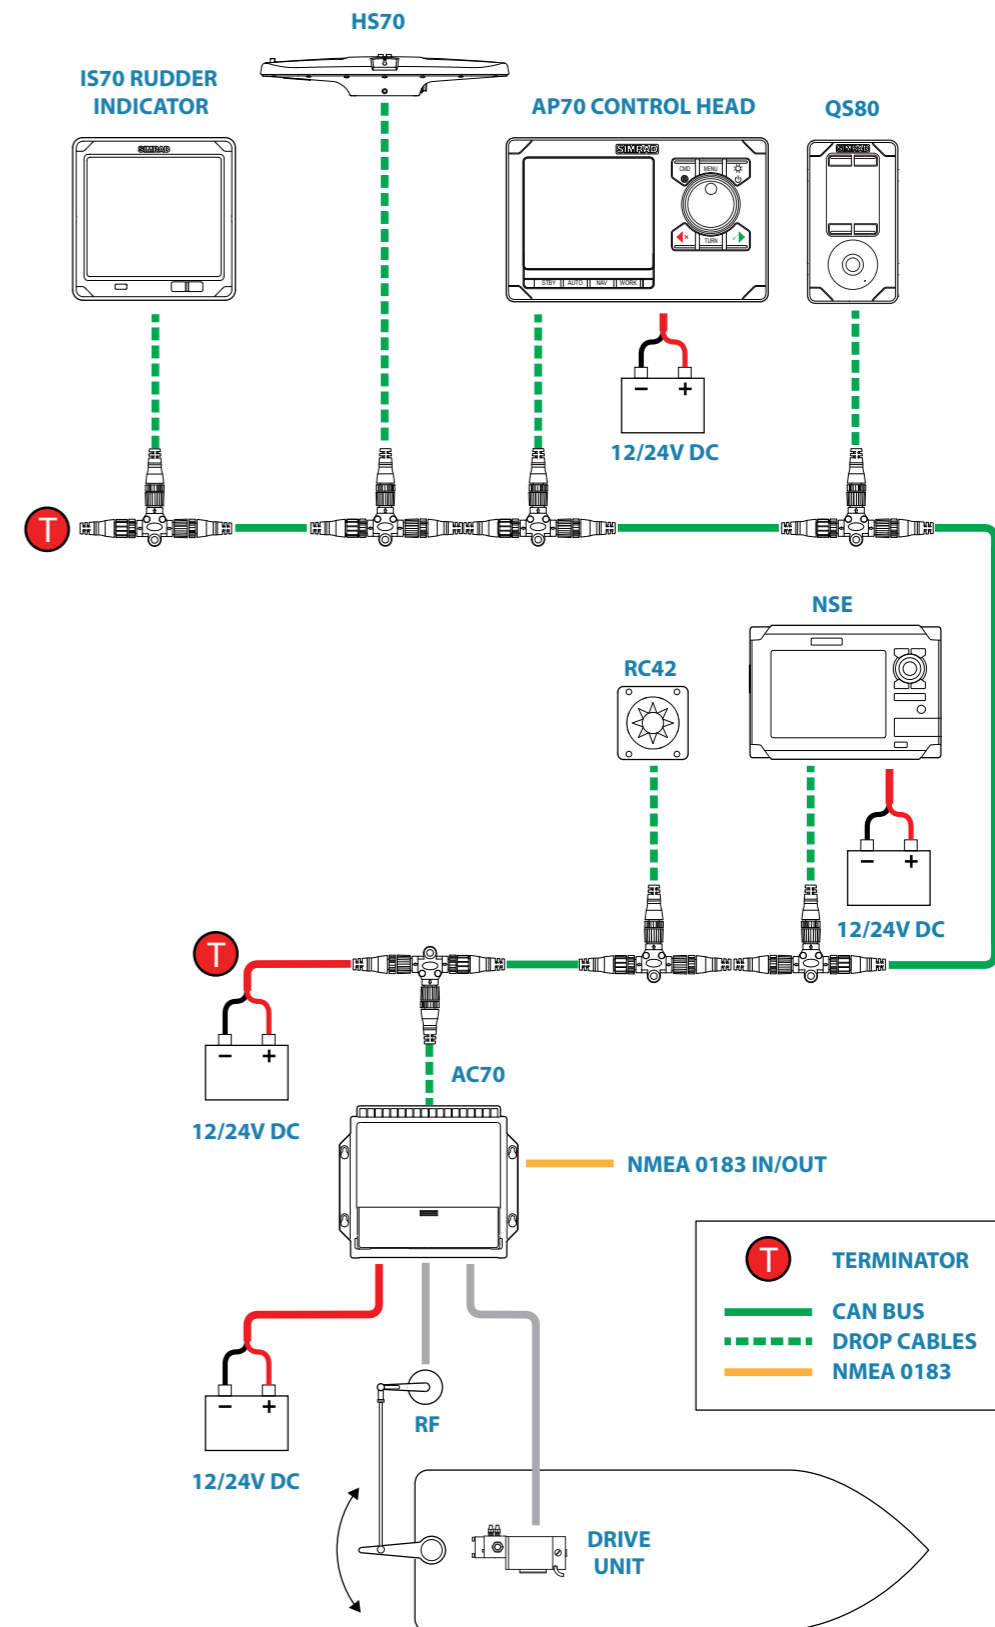 HS70
IS70 RUDDER
INDICATOR
AP70 CONTROL HEAD
QS80
SIMRAD
SIMRAD
SIMRAD
CMD
MENU
TURN
STBY
AUTO
NAV
WORK
− +
12/24V DC
T
NSE
RC42
− +
12/24V DC
T
− +
12/24V DC
AC70
NMEA 0183 IN/OUT
T
TERMINATOR
CAN BUS
DROP CABLES
NMEA 0183
− +
12/24V DC
RF
DRIVE
UNIT